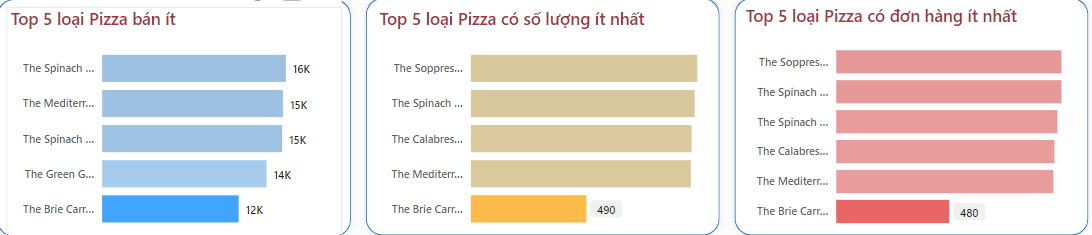 Top 5 loại Pizza bán ít
The Spinach ...
16K
The Mediterr...
15K
The Spinach ...
15K
The Green G...
14K
The Brie Carr...
12K
Top 5 loại Pizza có số lượng ít nhất
The Soppres...
The Spinach ...
The Calabres...
The Mediterr...
The Brie Carr...
490
Top 5 loại Pizza có đơn hàng ít nhất
The Soppres...
The Spinach ...
The Spinach ...
The Calabres...
The Mediterr...
The Brie Carr...
480